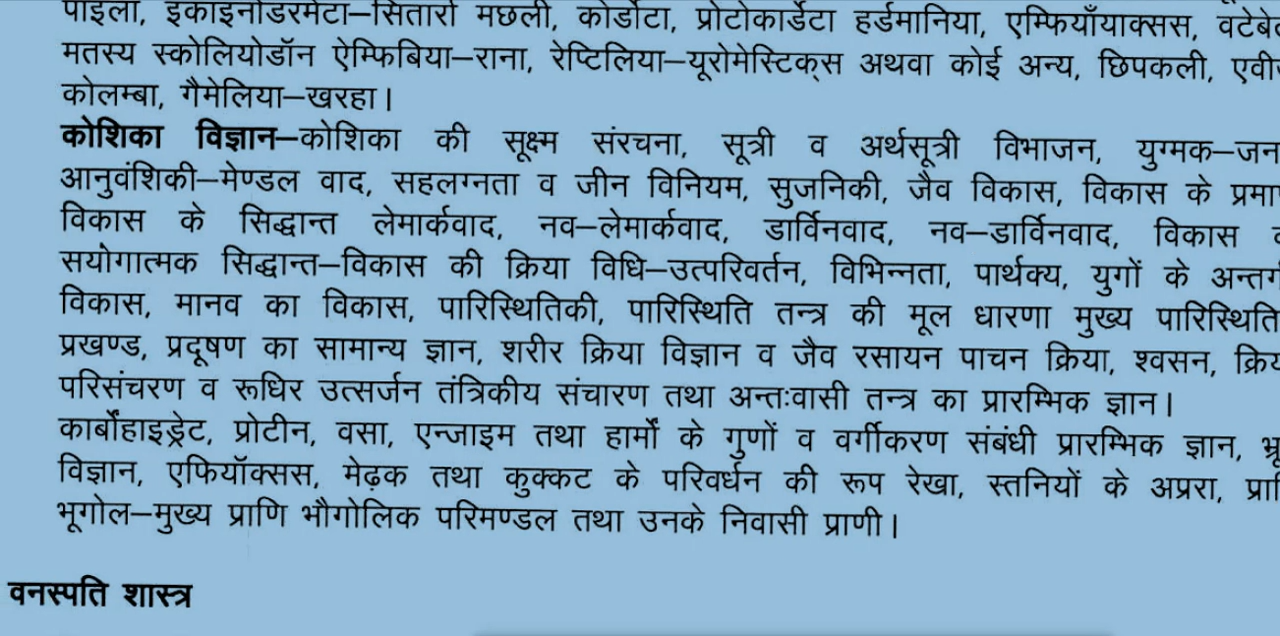 पाइला, इकाइनोडरमेटा–सितारा मछली, कोर्डाटा, प्रोटोकार्डेटा हर्डमानिया, एम्फियाँयाक्सस,
मतस्य स्कोलियोडॉन ऐम्फिबिया–राना, रेप्टिलिया–यूरोमेस्टिक्स अथवा कोई अन्य, छिपकली,
कोलम्बा, गैमेलिया–खरहा।
कोशिका विज्ञान–कोशिका की सूक्ष्म संरचना, सूत्री व अर्थसूत्री विभाजन, युग्मक–जन
आनुवंशिकी–मेण्डल वाद, सहलग्नता व जीन विनियम, सुजनिकी, जैव विकास, विकास के
विकास के सिद्धान्त लेमार्कवाद, नव–लेमार्कवाद, डार्विनवाद, नव–डार्विनवाद, विकास
सयोगात्मक सिद्धान्त–विकास की क्रिया विधि–उत्परिवर्तन, विभिन्नता, पार्थक्य, युगों के
विकास, मानव का विकास, पारिस्थितिकी, पारिस्थिति तन्त्र की मूल धारणा मुख्य
प्रखण्ड, प्रदूषण का सामान्य ज्ञान, शरीर क्रिया विज्ञान व जैव रसायन पाचन क्रिया, श्वसन,
परिसंचरण व रूधिर उत्सर्जन तंत्रिकीय संचारण तथा अन्तःवासी तन्त्र का प्रारम्भिक ज्ञान।
कार्बोहाइड्रेट, प्रोटीन, वसा, एन्जाइम तथा हार्मों के गुणों व वर्गीकरण संबंधी प्रारम्भिक ज्ञान,
विज्ञान, एफियॉक्सस, मेढ़क तथा कुक्कट के परिवर्धन की रूप रेखा, स्तनियों के अपरा,
भूगोल–मुख्य प्राणि भौगोलिक परिमण्डल तथा उनके निवासी प्राणी।
वनस्पति शास्त्र